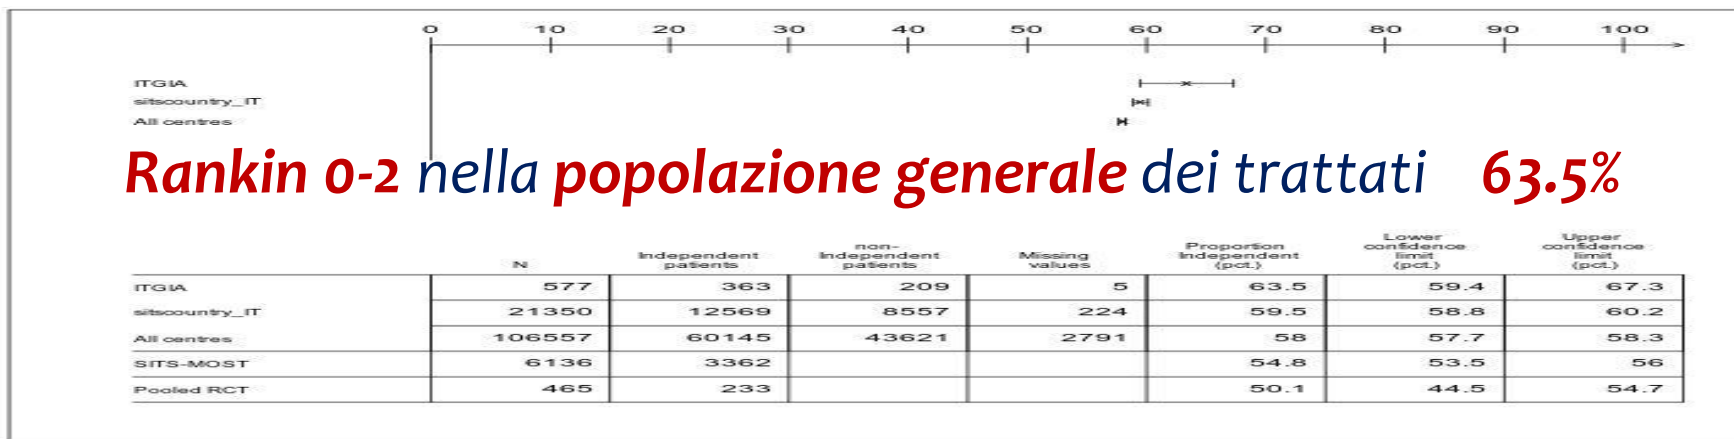 0 10 20 30 40 50 60 70 80 90 100
ITGIA
sitscountry_IT
All centres
Rankin 0-2 nella popolazione generale dei trattati 63.5%
N Independent patients non-Independent patients Missing values Proportion Independent (pct.) Lower confidence limit (pct.) Upper confidence limit (pct.)
ITGIA 577 363 209 5 63.5 59.4 67.3
sitscountry_IT 21350 12569 8557 224 59.5 58.8 60.2
All centres 106557 60145 43621 2791 58 57.7 58.3
SITS-MOST 6136 3362 54.8 53.5 56
Pooled RCT 465 233 50.1 44.5 54.7